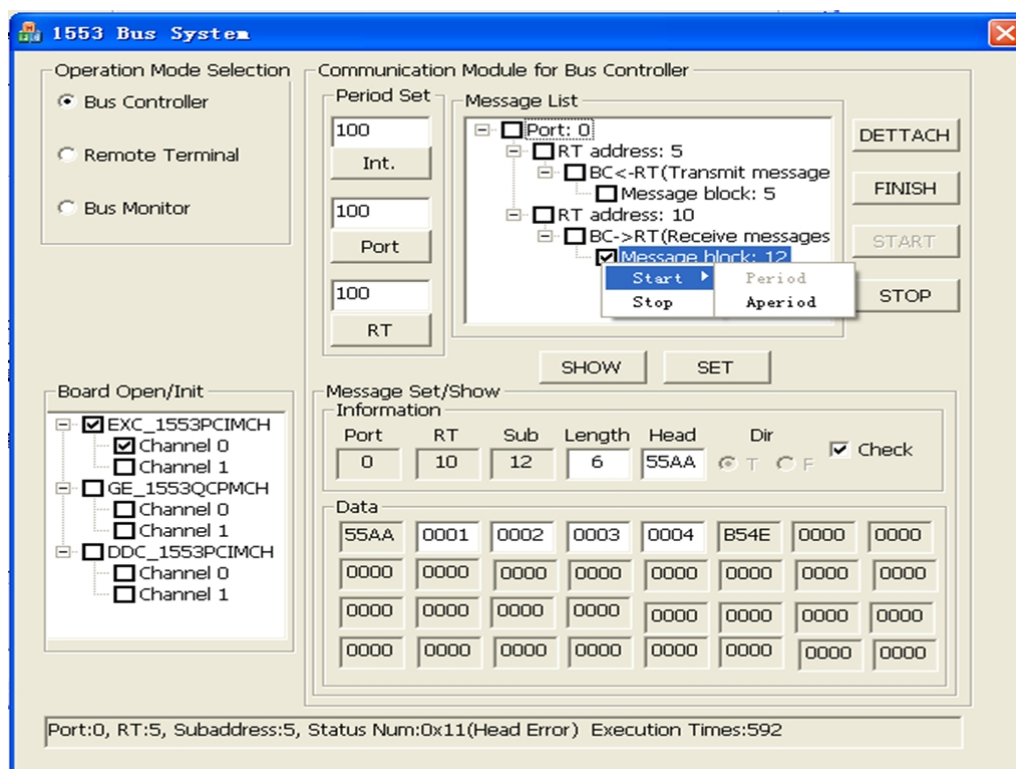 1553 Bus System
Operation Mode Selection
Bus Controller
Remote Terminal
Bus Monitor
Communication Module for Bus Controller
Period Set
100
Int.
100
Port
100
RT
Message List
Port: 0
RT address: 5
BC<-RT(Transmit message
Message block: 5
RT address: 10
BC->RT(Receive messages
Message block: 12
Start
Stop
Period
Aperiod
DETTACH
FINISH
START
STOP
SHOW SET
Board Open/Init
EXC_1553PCIMCH
Channel 0
Channel 1
GE_1553QCPMCH
Channel 0
Channel 1
DDC_1553PCIMCH
Channel 0
Channel 1
Message Set/Show
Information
Port RT Sub Length Head Dir
0 10 12 6 55AA T F Check
Data
55AA 0001 0002 0003 0004 B54E 0000 0000
0000 0000 0000 0000 0000 0000 0000 0000
0000 0000 0000 0000 0000 0000 0000 0000
0000 0000 0000 0000 0000 0000 0000 0000
Port:0, RT:5, Subaddress:5, Status Num:0x11(Head Error) Execution Times:592